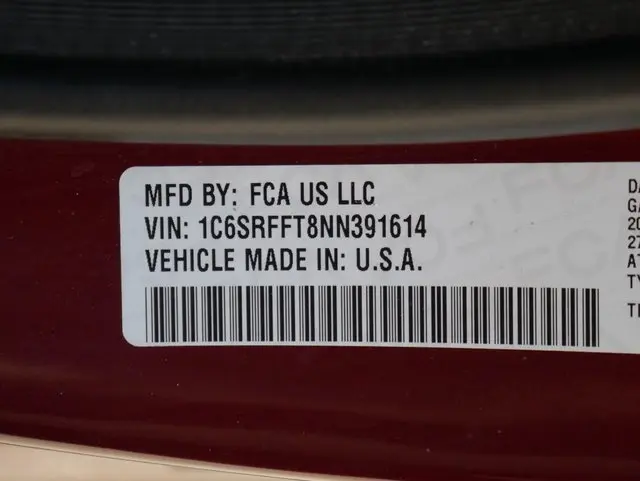 MFD BY: FCA US LLC
VIN: 1C6SRFFT8NN391614
VEHICLE MADE IN: U.S.A.